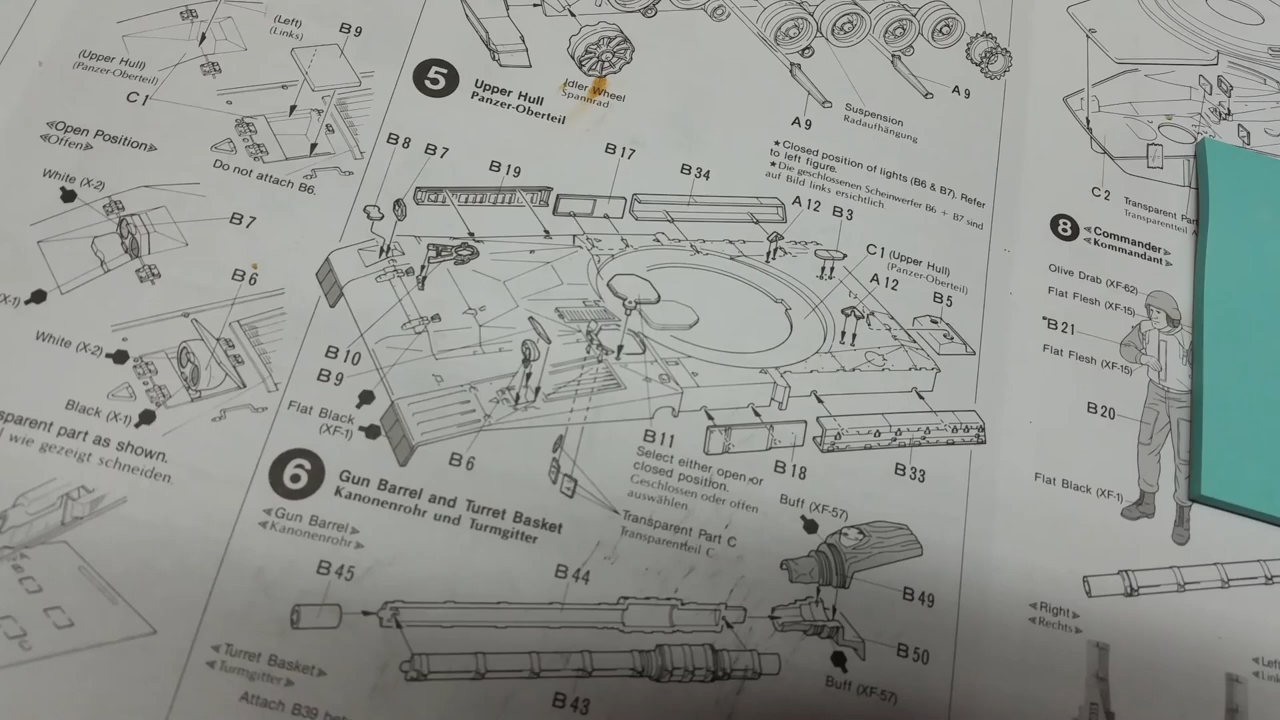 (Left)
(Links)
B9
(Upper Hull)
(Panzer-Oberteil)
C1
◁Open Position▷
◁Offen▷
Do not attach B6.
White (X-2)
B7
X-1)
B6
White (X-2)
Black (X-1)
sparent part as shown.
l wie gezeigt schneiden.
5
Upper Hull
Panzer-Oberteil
Idler Wheel
Spannrad
A9
A9
Suspension
Radaufhängung
★Closed position of lights (B6 & B7). Refer
to left figure.
★Die geschlossenen Scheinwerfer B6 + B7 sind
auf Bild links ersichtlich.
B8
B7
B19
B17
B34
A12
B3
C1 (Upper Hull)
(Panzer-Oberteil)
A12
B5
B10
B9
Flat Black
(XF-1)
B6
B11
Select either open or
closed position.
Geschlossen oder offen
auswählen.
B18
B33
Transparent Part C
Transparentteil C
6
Gun Barrel and Turret Basket
Kanonenrohr und Turmgitter
◁Gun Barrel▷
◁Kanonenrohr▷
B45
B44
Buff (XF-57)
B49
B50
Buff (XF-57)
B43
◁Turret Basket▷
◁Turmgitter▷
Attach B39
C2
Transparent Part
Transparentteil
8
◁Commander▷
◁Kommandant▷
Olive Drab (XF-62)
Flat Flesh (XF-15)
B21
Flat Flesh (XF-15)
B20
Flat Black (XF-1)
◁Right▷
◁Rechts▷
◁Left
◁Link